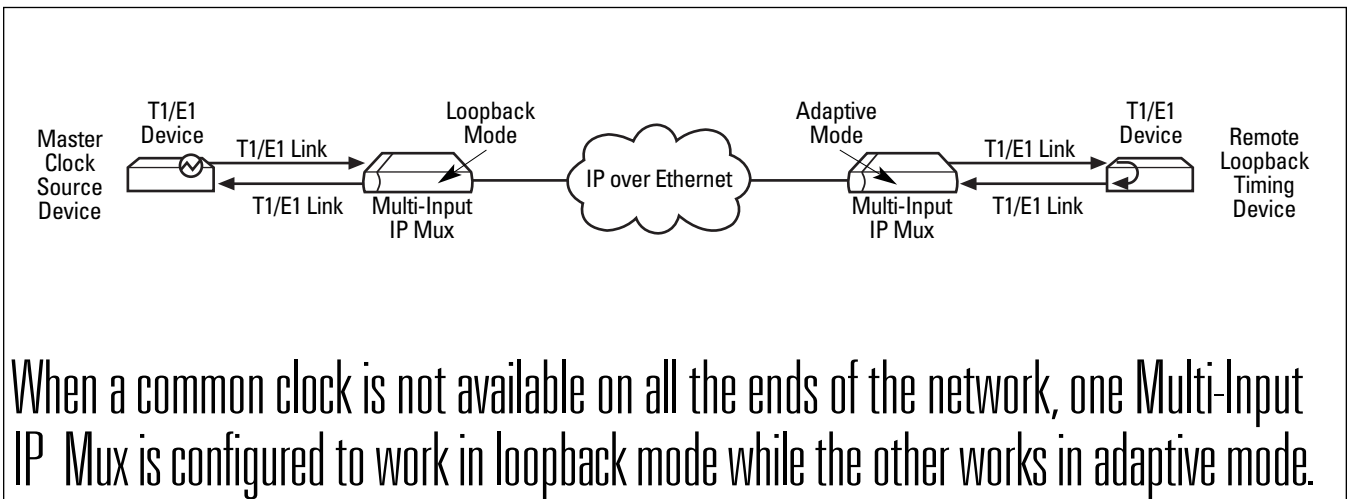 Master
Clock
Source
Device
T1/E1
Device
T1/E1 Link
T1/E1 Link
Loopback
Mode
Multi-Input
IP Mux
IP over Ethernet
Adaptive
Mode
Multi-Input
IP Mux
T1/E1 Link
T1/E1 Link
T1/E1
Device
Remote
Loopback
Timing
Device
When a common clock is not available on all the ends of the network, one Multi-Input
IP Mux is configured to work in loopback mode while the other works in adaptive mode.